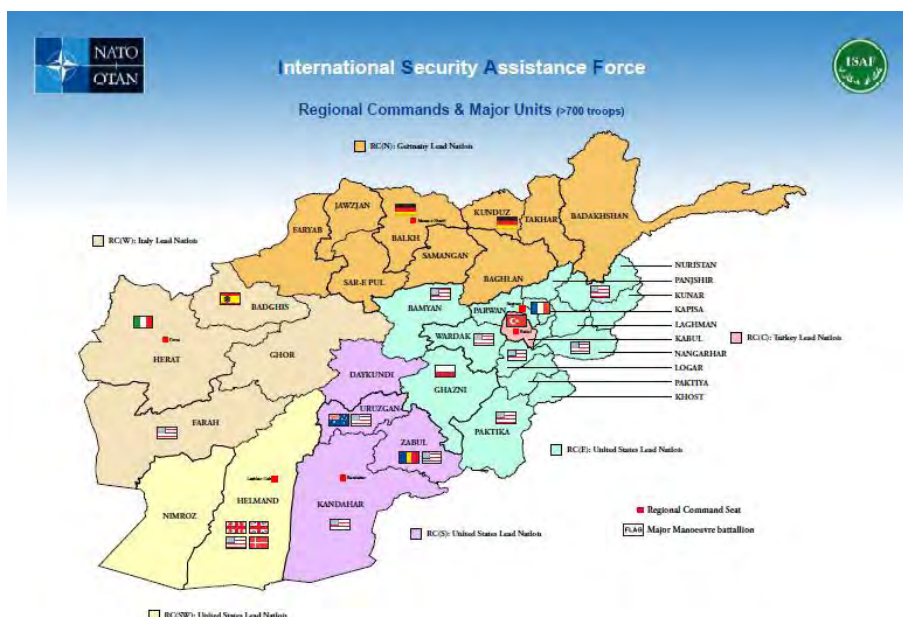 NATO
OTAN
International Security Assistance Force
ISAF
Regional Commands & Major Units (>700 troops)
RC(N): Germany Lead Nation
JAWZJAN
KUNDUZ
BADAKHSHAN
FARYAB
BALKH
TAKHAR
RC(W): Italy Lead Nation
SAMANGAN
NURISTAN
SAR-E PUL
BAGHLAN
PANJSHIR
BADGHIS
BAMYAN
PARWAN
KUNAR
KAPISA
LAGHMAN
WARDAK
KABUL
RC(C): Turkey Lead Nation
HERAT
GHOR
NANGARHAR
LOGAR
DAYKUNDI
GHAZNI
PAKTIYA
KHOST
URUZGAN
FARAH
PAKTIKA
ZABUL
RC(E): United States Lead Nation
HELMAND
KANDAHAR
NIMROZ
Regional Command Seat
FLAG Major Manoeuvre battallion
RC(S): United States Lead Nation
RC(SW): United States Lead Nation